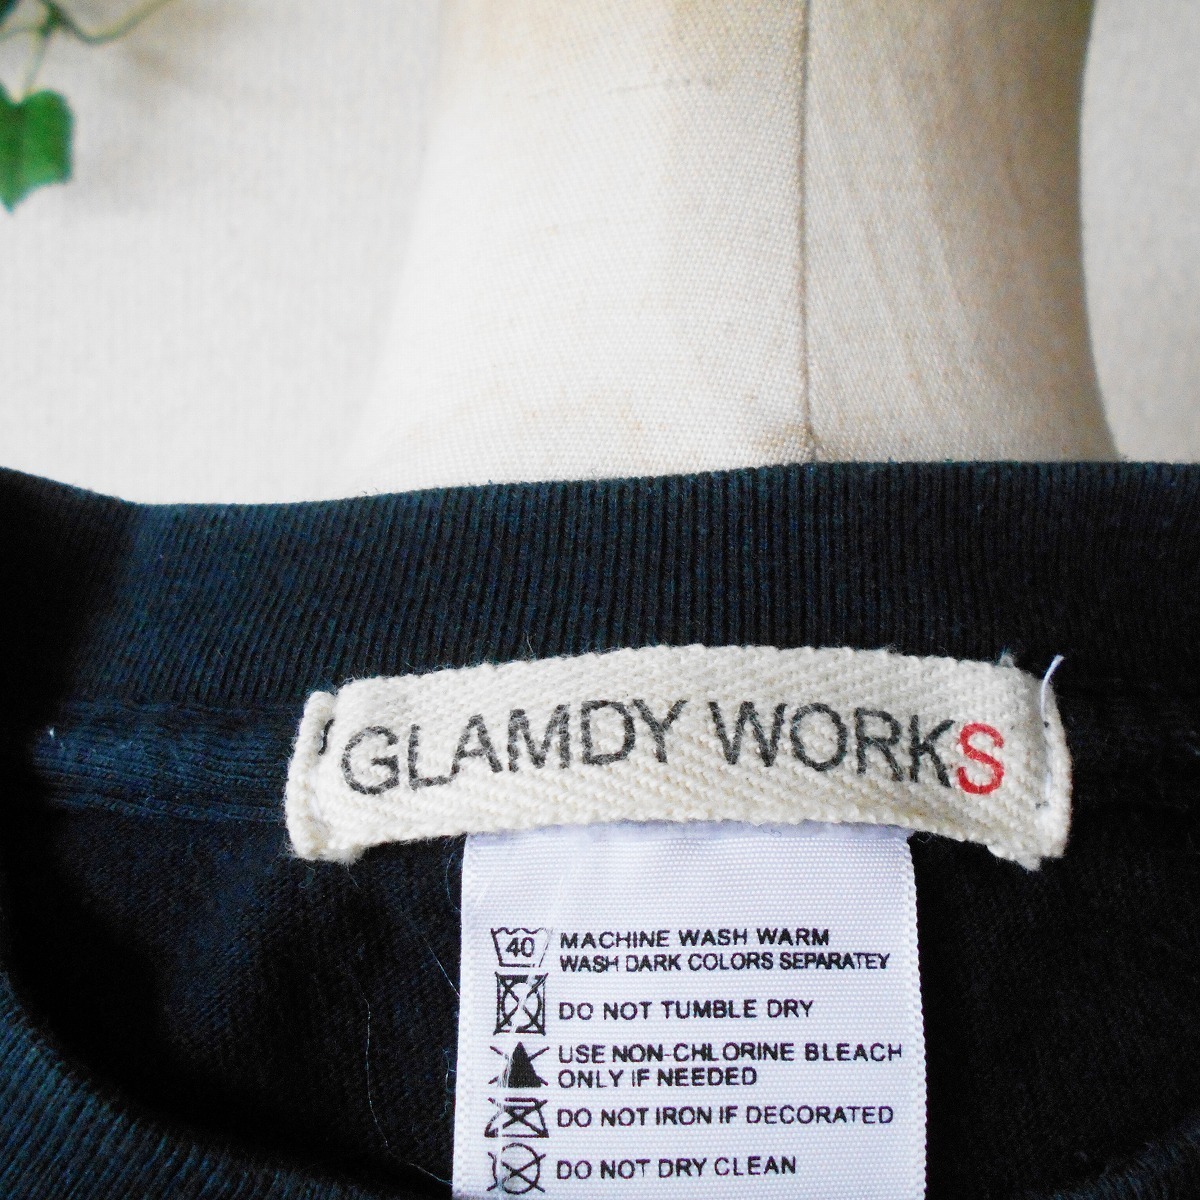 GLAMDY WORKS
40 MACHINE WASH WARM
WASH DARK COLORS SEPARATEY
DO NOT TUMBLE DRY
USE NON-CHLORINE BLEACH
ONLY IF NEEDED
DO NOT IRON IF DECORATED
DO NOT DRY CLEAN